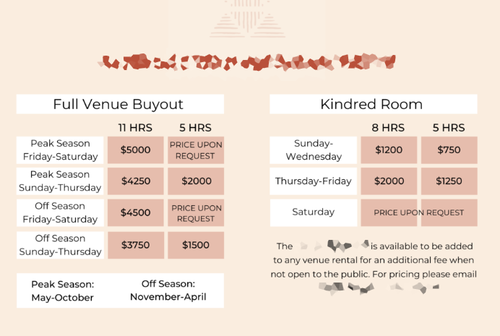 Full Venue Buyout
11 HRS 5 HRS
Peak Season
Friday-Saturday
$5000
PRICE UPON
REQUEST
Peak Season
Sunday-Thursday
$4250 $2000
Off Season
Friday-Saturday
$4500
PRICE UPON
REQUEST
Off Season
Sunday-Thursday
$3750 $1500
Peak Season:
May-October
Off Season:
November-April
Kindred Room
8 HRS 5 HRS
Sunday-
Wednesday
$1200 $750
Thursday-Friday $2000 $1250
Saturday PRICE UPON REQUEST
The is available to be added
to any venue rental for an additional fee when
not open to the public. For pricing please email